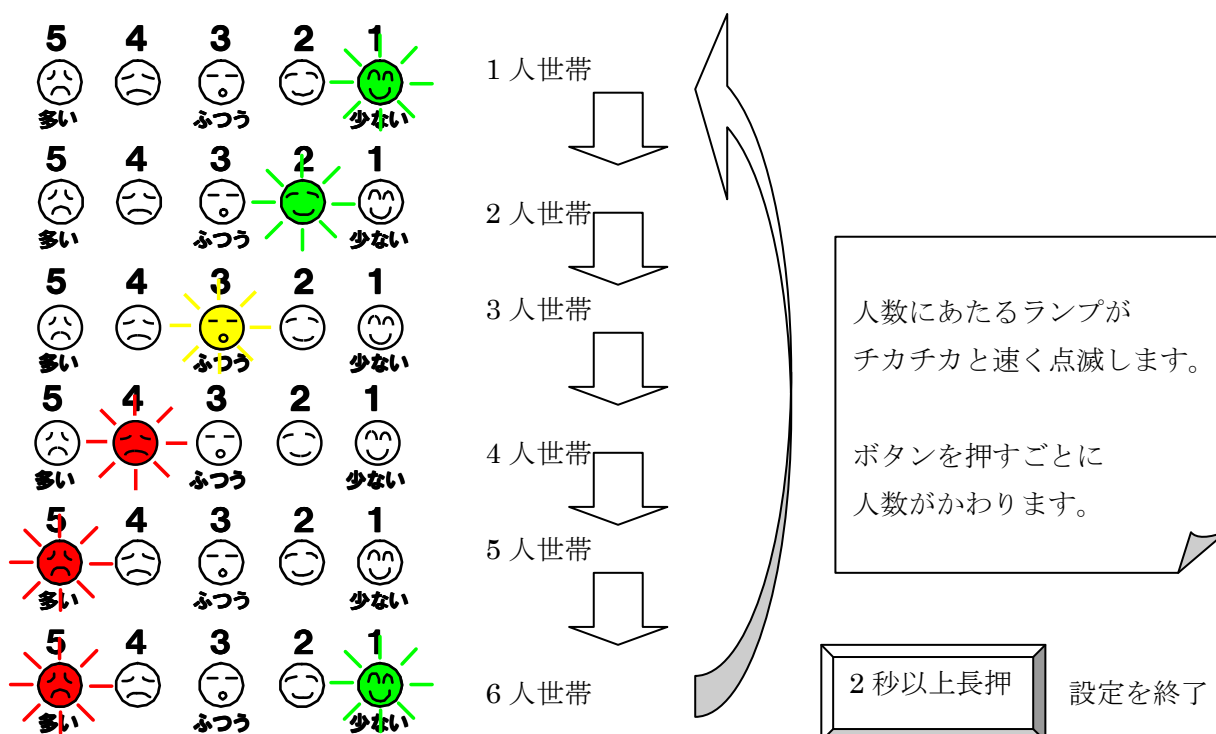 5 4 3 2 1
多い ふつう 少ない
1 人世帯
5 4 3 2 1
多い ふつう 少ない
2 人世帯
5 4 3 2 1
多い ふつう 少ない
3 人世帯
5 4 3 2 1
多い ふつう 少ない
4 人世帯
5 4 3 2 1
多い ふつう 少ない
5 人世帯
5 4 3 2 1
多い ふつう 少ない
6 人世帯
人数にあたるランプが
チカチカと速く点滅します。
ボタンを押すごとに
人数がかわります。
2 秒以上長押
設定を終了